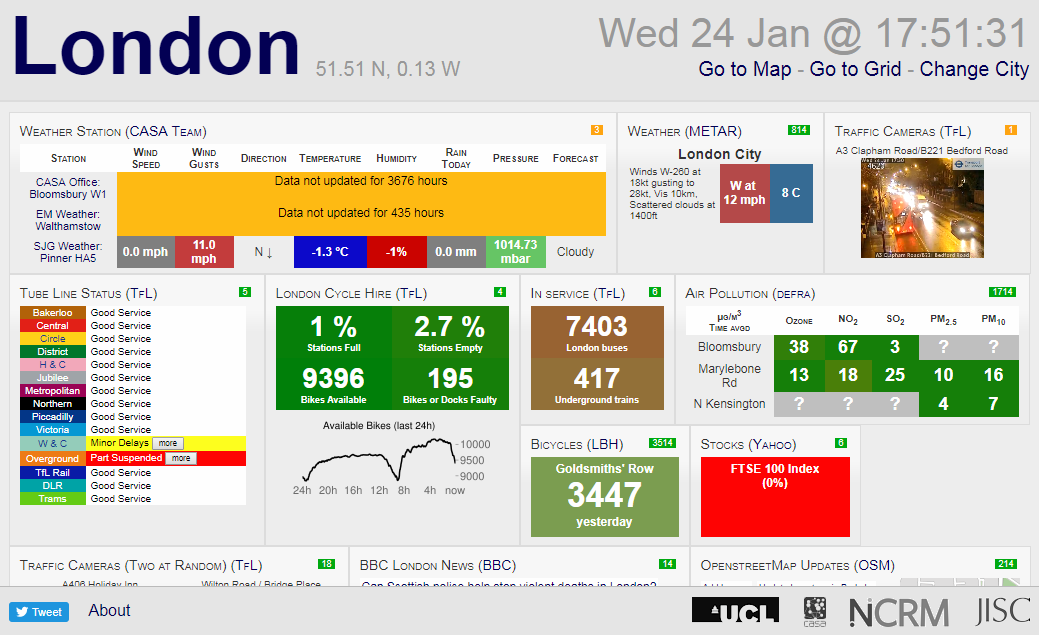 London
51.51 N, 0.13 W
Wed 24 Jan @ 17:51:31
Go to Map - Go to Grid - Change City
Weather Station (CASA Team)
3
Station Wind Speed Wind Gusts Direction Temperature Humidity Rain Today Pressure Forecast
CASA Office:
Bloomsbury W1
Data not updated for 3676 hours
EM Weather:
Walthamstow
Data not updated for 435 hours
SJG Weather:
Pinner HA5
0.0 mph 11.0 mph N ↓ -1.3 °C -1% 0.0 mm 1014.73 mbar Cloudy
Weather (METAR)
814
London City
Winds W-260 at
18kt gusting to
28kt, Vis 10km,
Scattered clouds at
1400ft
W at
12 mph
8 C
Traffic Cameras (TfL)
1
A3 Clapham Road/B221 Bedford Road
A3 Clapham Road/B221 Bedford Road
Tube Line Status (TfL)
5
Bakerloo Good Service
Central Good Service
Circle Good Service
District Good Service
H & C Good Service
Jubilee Good Service
Metropolitan Good Service
Northern Good Service
Piccadilly Good Service
Victoria Good Service
W & C Minor Delays more
Overground Part Suspended more
TfL Rail Good Service
DLR Good Service
Trams Good Service
London Cycle Hire (TfL)
4
1 %
Stations Full
2.7 %
Stations Empty
9396
Bikes Available
195
Bikes or Docks Faulty
Available Bikes (last 24h)
10000
9500
9000
24h 20h 16h 12h 8h 4h now
In service (TfL)
6
7403
London buses
417
Underground trains
Air Pollution (defra)
1714
µg/m3
Time avgd
Ozone NO2 SO2 PM2.5 PM10
Bloomsbury 38 67 3 ? ?
Marylebone
Rd
13 18 25 10 16
N Kensington ? ? ? 4 7
Bicycles (LBH)
3514
Goldsmiths' Row
3447
yesterday
Stocks (Yahoo)
6
FTSE 100 Index
(0%)
Traffic Cameras (Two at Random) (TfL)
18
A406 Holiday Inn
Wilton Road / Bridge Place
BBC London News (BBC)
14
Can Scottish police help stop violent deaths in London?
OpenstreetMap Updates (OSM)
214
Tweet
About
UCL
casa
NCRM
JISC